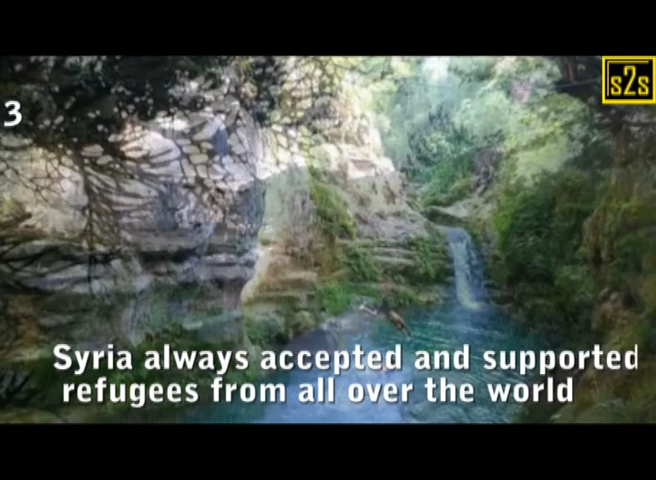 s2s
3
Syria always accepted and supported
refugees from all over the world